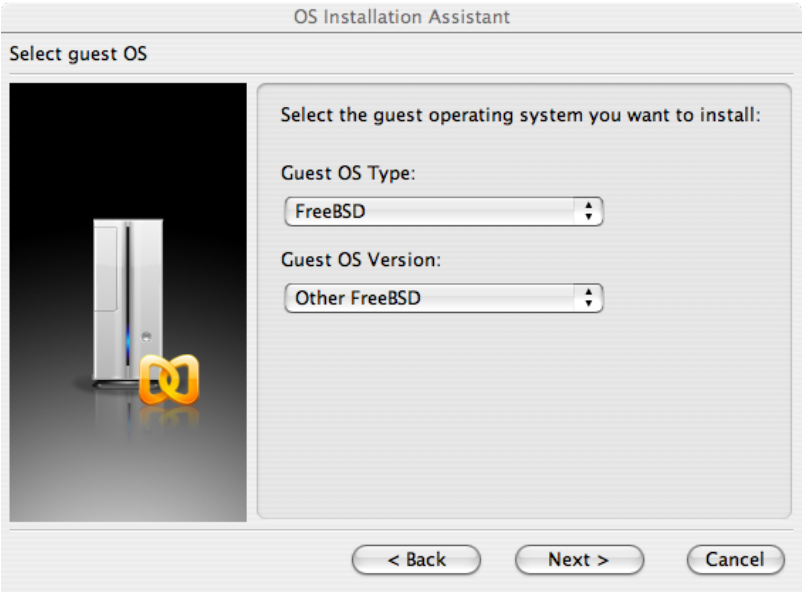 OS Installation Assistant
Select guest OS
Select the guest operating system you want to install:
Guest OS Type:
FreeBSD
Guest OS Version:
Other FreeBSD
< Back
Next >
Cancel